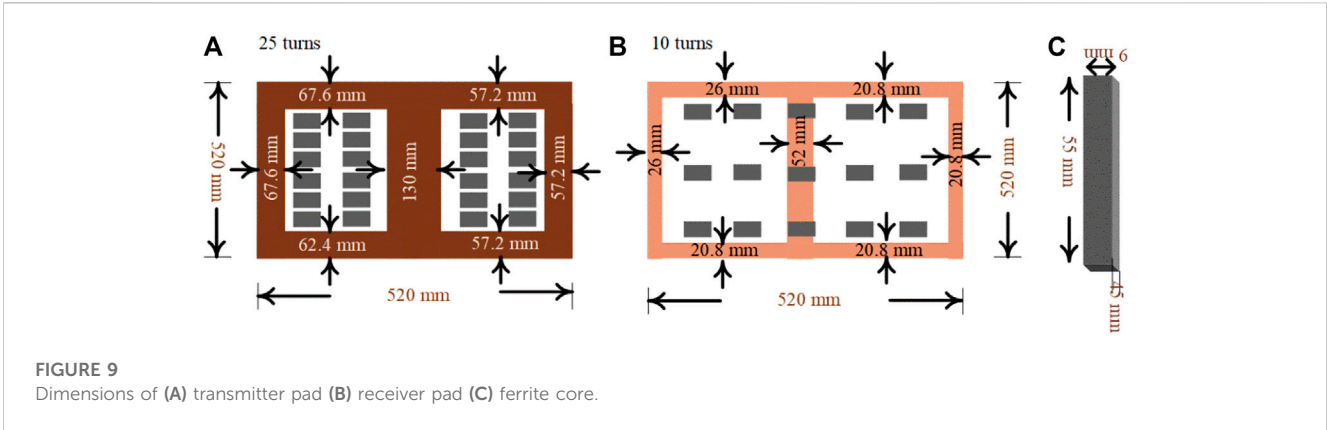 A 25 turns
67.6 mm 57.2 mm
520 mm
67.6 mm
130 mm
57.2 mm
62.4 mm 57.2 mm
520 mm
B 10 turns
26 mm 20.8 mm
26 mm
52 mm
20.8 mm
520 mm
20.8 mm 20.8 mm
520 mm
C
9 mm
55 mm
45 mm
FIGURE 9
Dimensions of (A) transmitter pad (B) receiver pad (C) ferrite core.